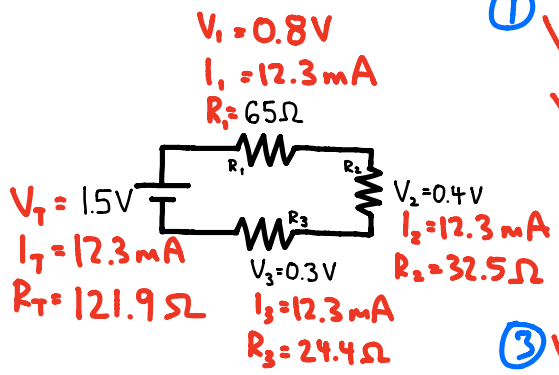 ①
V₁ = 0.8V
I₁ = 12.3mA
R₁ = 65Ω
R₁
R₂
V_T = 1.5V
I_T = 12.3mA
R_T = 121.9Ω
V₂=0.4V
I₂=12.3mA
R₂=32.5Ω
R₃
V₃=0.3V
I₃=12.3mA
R₃=24.4Ω
③